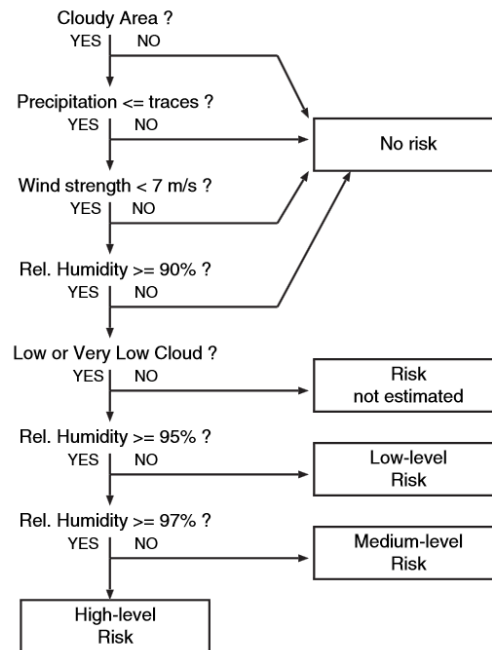 Cloudy Area ?
YES NO
Precipitation <= traces ?
YES NO
No risk
Wind strength < 7 m/s ?
YES NO
Rel. Humidity >= 90% ?
YES NO
Low or Very Low Cloud ?
YES NO
Risk
not estimated
Rel. Humidity >= 95% ?
YES NO
Low-level
Risk
Rel. Humidity >= 97% ?
YES NO
Medium-level
Risk
High-level
Risk